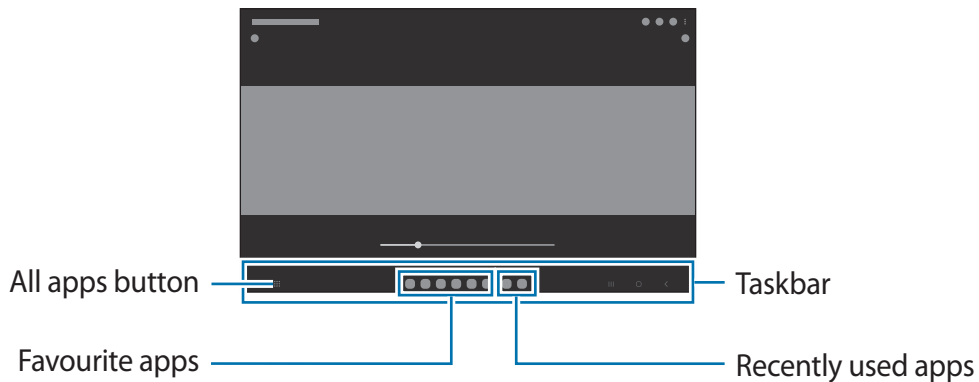 All apps button
Taskbar
Favourite apps
Recently used apps